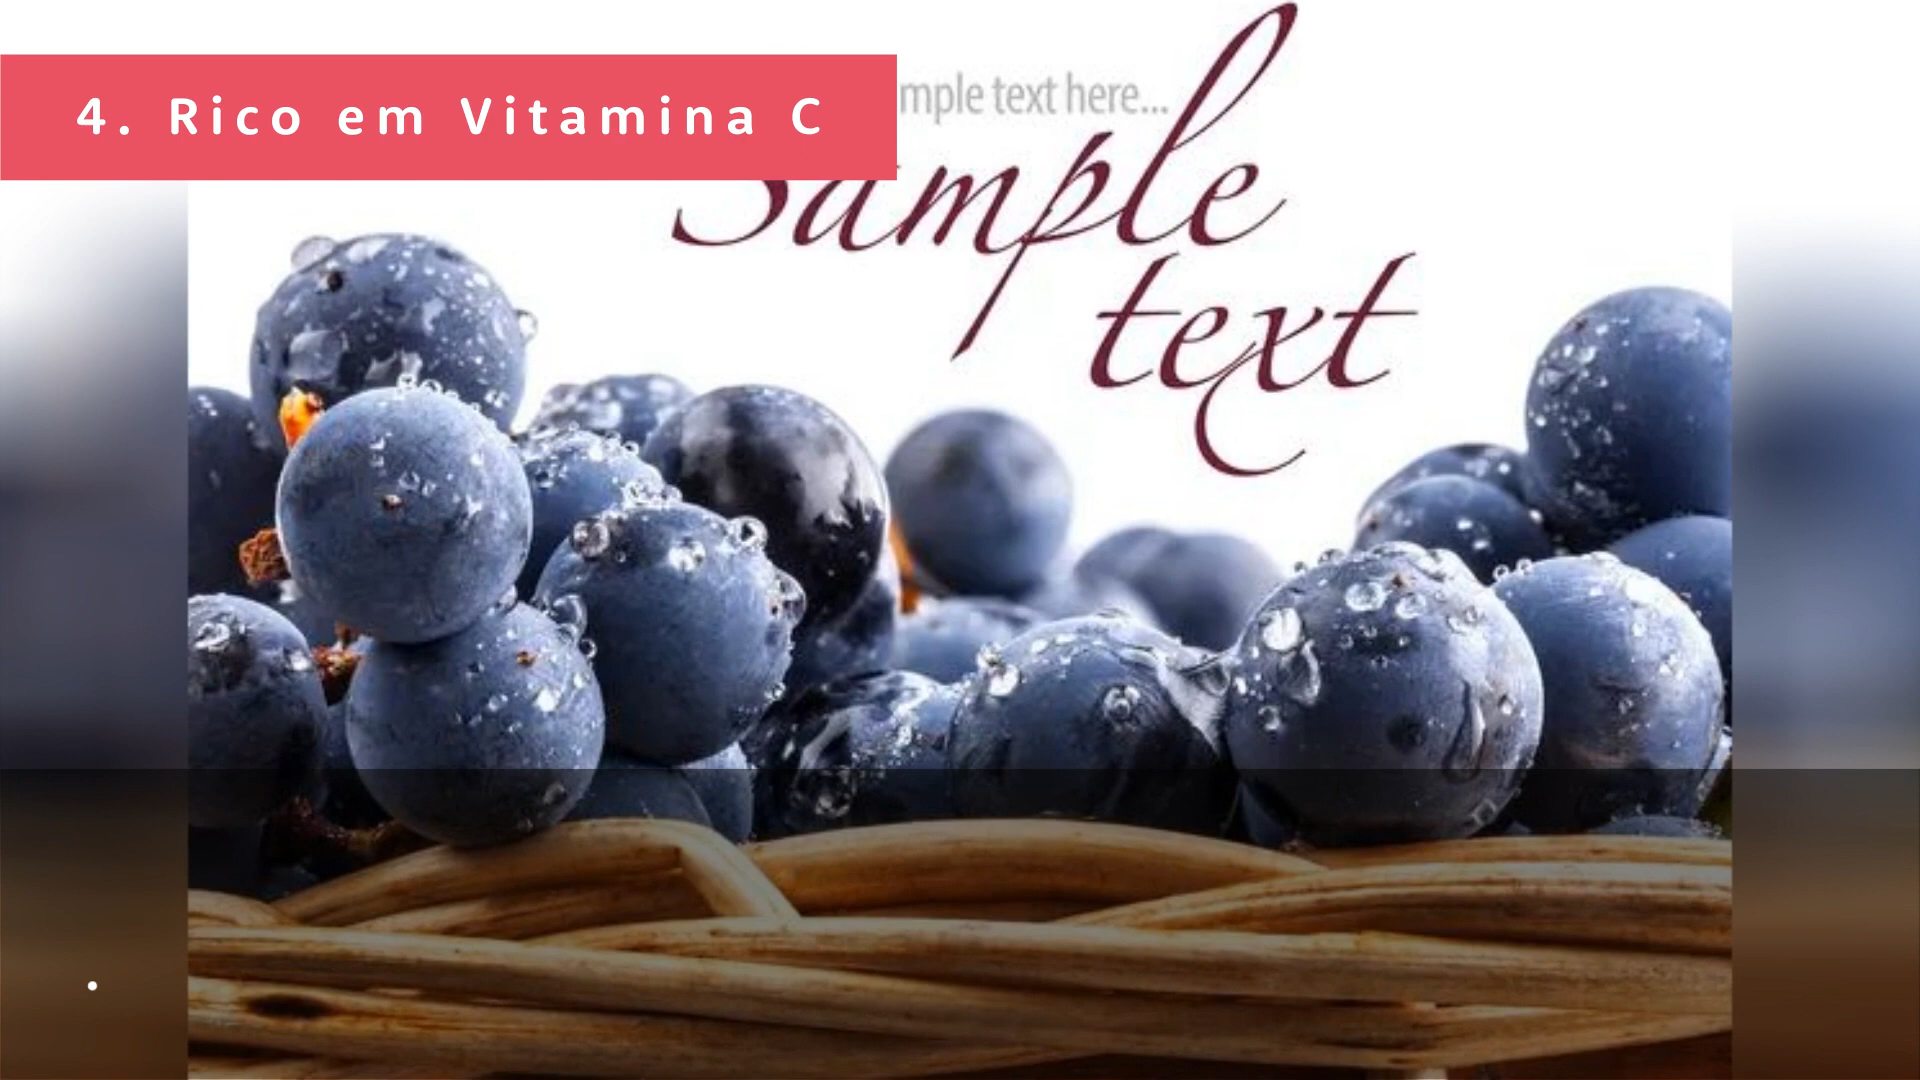 4. Rico em Vitamina C
mple text here...
Sample
text
.